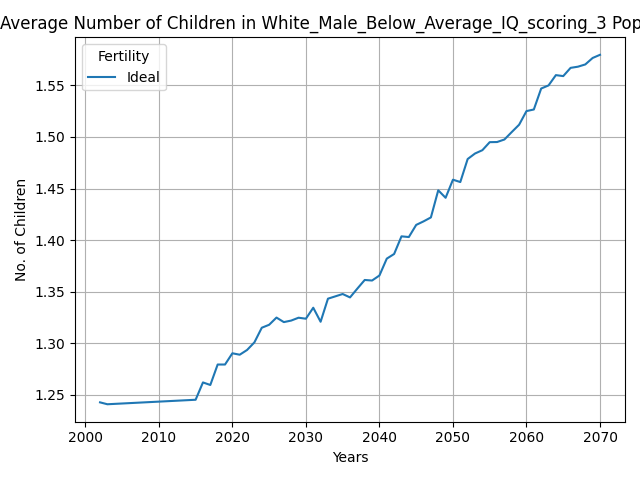 Average Number of Children in White_Male_Below_Average_IQ_scoring_3 Pop
Fertility
Ideal
No. of Children
1.55
1.50
1.45
1.40
1.35
1.30
1.25
2000 2010 2020 2030 2040 2050 2060 2070
Years